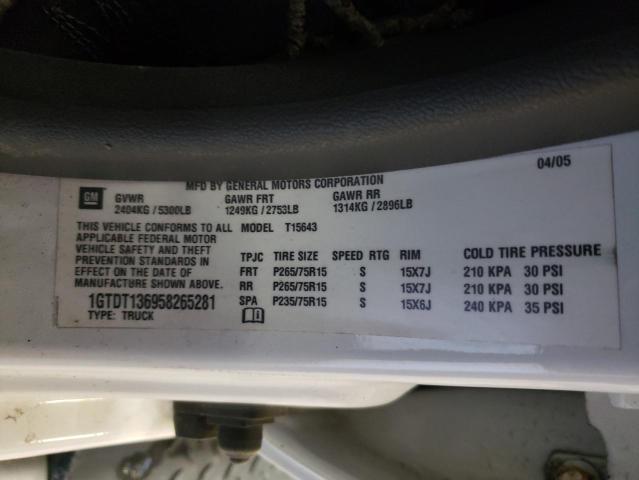 MFD BY GENERAL MOTORS CORPORATION 04/05
GM
GVWR GAWR FRT GAWR RR
2404KG / 5300LB 1249KG / 2753LB 1314KG / 2896LB
THIS VEHICLE CONFORMS TO ALL MODEL T15643
APPLICABLE FEDERAL MOTOR
VEHICLE SAFETY AND THEFT
PREVENTION STANDARDS
IN EFFECT ON THE DATE OF
MANUFACTURE SHOWN ABOVE.
1GTDT136958265281
TYPE: TRUCK
TPJC TIRE SIZE SPEED RTG RIM COLD TIRE PRESSURE
FRT P265/75R15 S 15X7J 210 KPA 30 PSI
RR P265/75R15 S 15X7J 210 KPA 30 PSI
SPA P235/75R15 S 15X6J 240 KPA 35 PSI